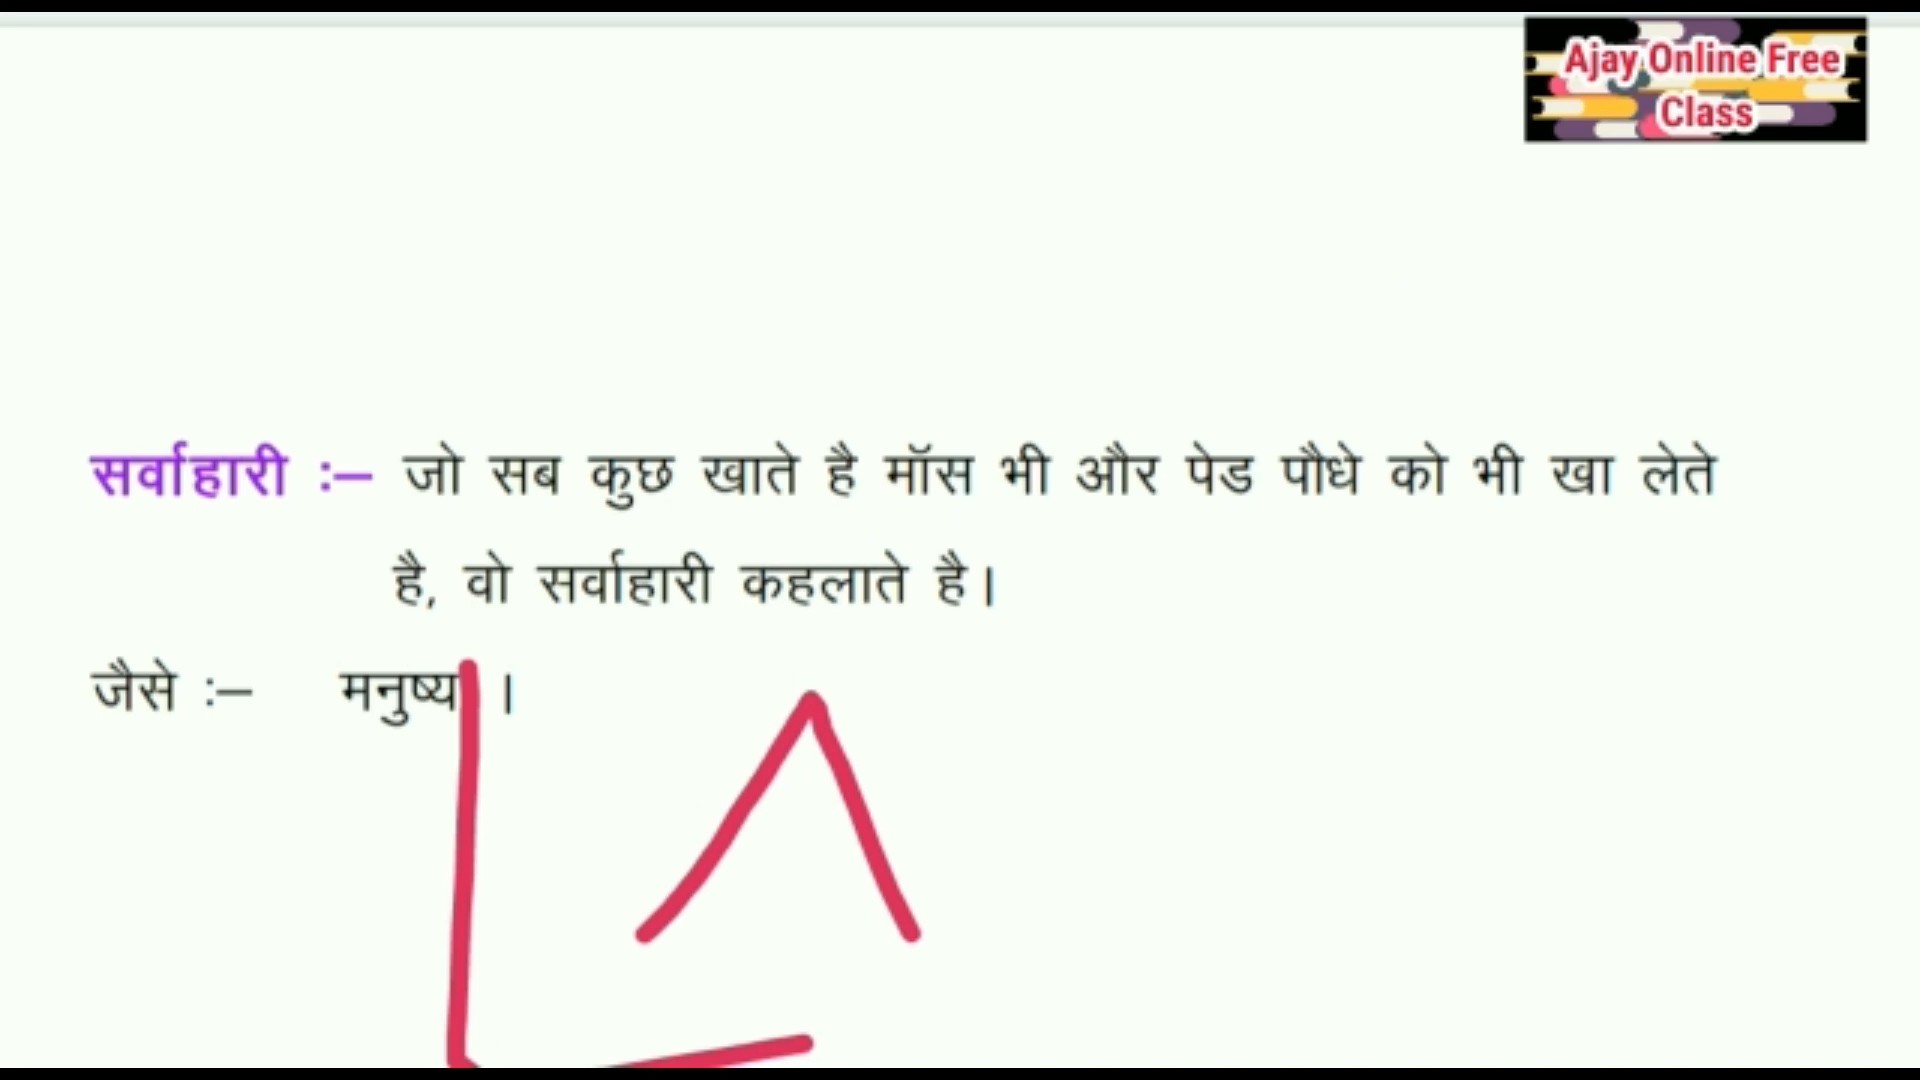 Ajay Online Free
Class
सर्वाहारी :– जो सब कुछ खाते है मॉस भी और पेड पौधे को भी खा लेते
है, वो सर्वाहारी कहलाते है।
जैसे :– मनुष्य ।